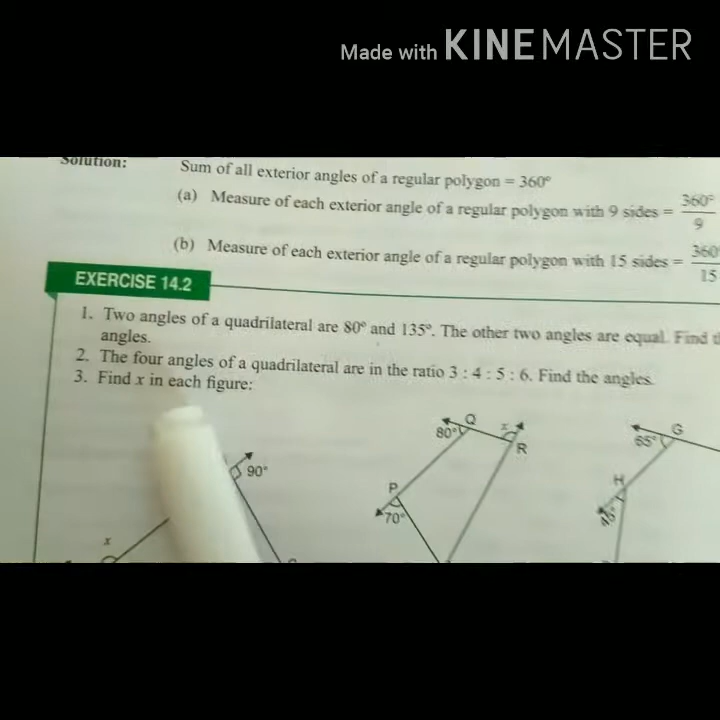 Made with KINEMASTER
Solution: Sum of all exterior angles of a regular polygon = 360°
(a) Measure of each exterior angle of a regular polygon with 9 sides = 360°/9
(b) Measure of each exterior angle of a regular polygon with 15 sides = 360/15
EXERCISE 14.2
1. Two angles of a quadrilateral are 80° and 135°. The other two angles are equal. Find
angles.
2. The four angles of a quadrilateral are in the ratio 3 : 4 : 5 : 6. Find the angles.
3. Find x in each figure:
80° Q x R
65° G
90°
H
P
70°
x